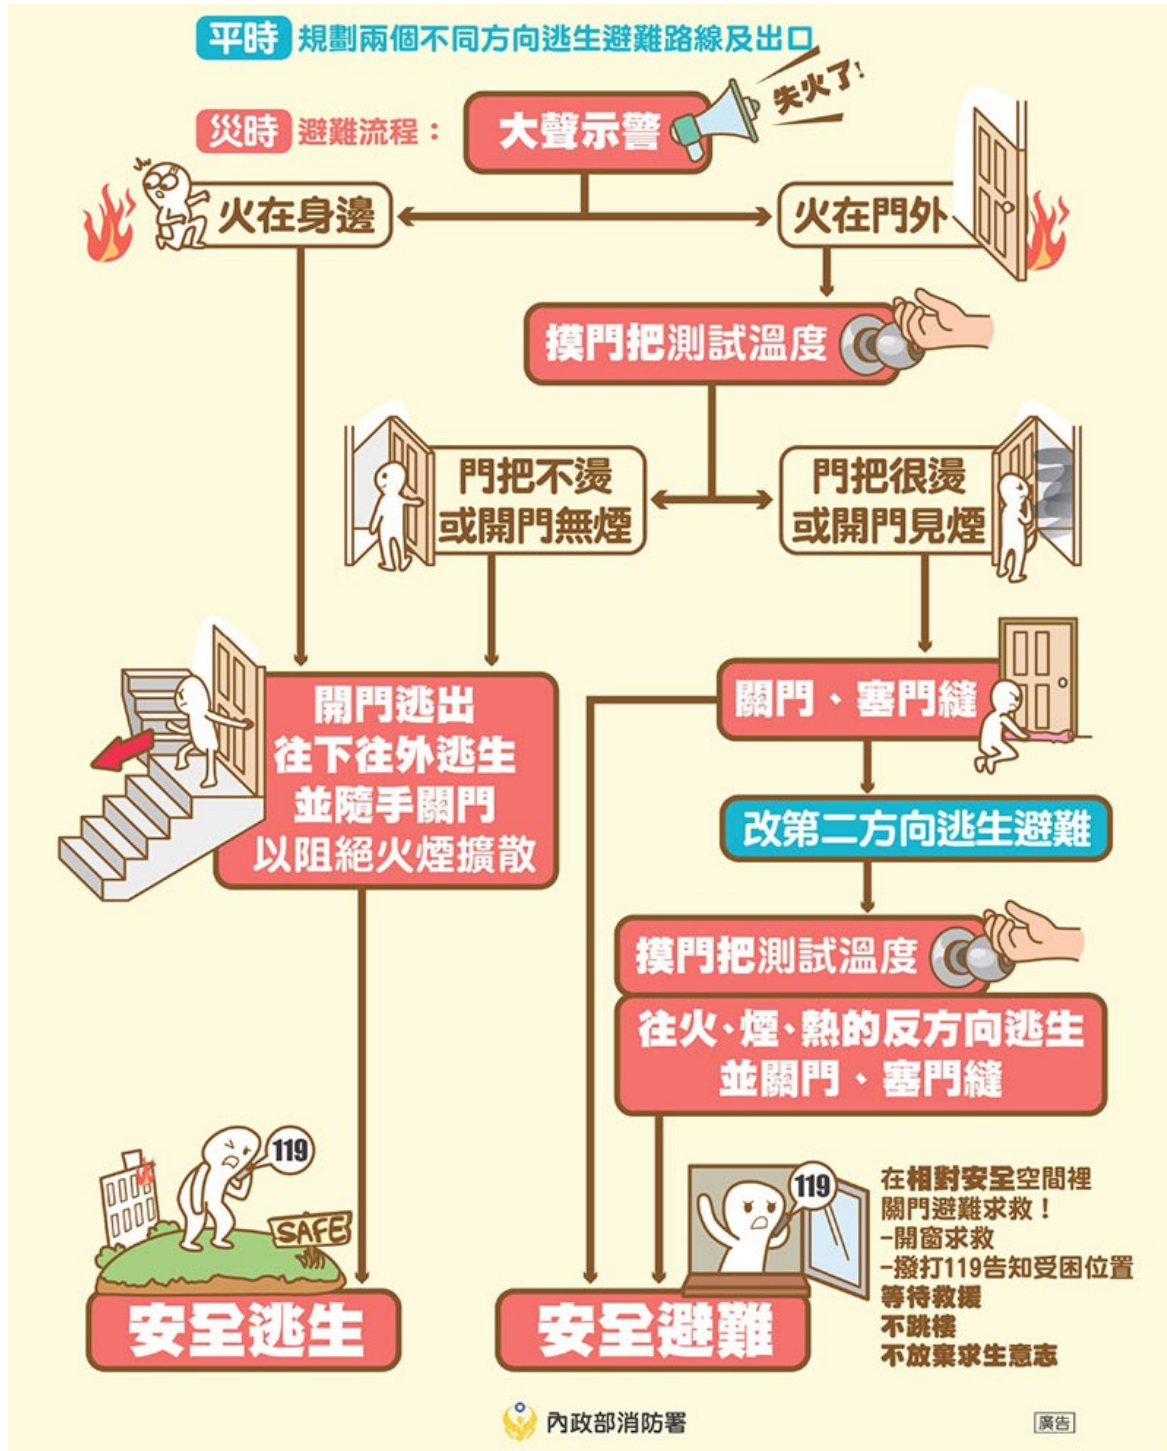 平時 規劃兩個不同方向逃生避難路線及出口
災時 避難流程：
大聲示警
失火了!
火在身邊
火在門外
摸門把測試溫度
門把不燙
或開門無煙
門把很燙
或開門見煙
開門逃出
往下往外逃生
並隨手關門
以阻絕火煙擴散
關門、塞門縫
改第二方向逃生避難
摸門把測試溫度
往火、煙、熱的反方向逃生
並關門、塞門縫
119
SAFE
安全逃生
119
安全避難
在相對安全空間裡
關門避難求救！
-開窗求救
-撥打119告知受困位置
等待救援
不跳樓
不放棄求生意志
內政部消防署
廣告